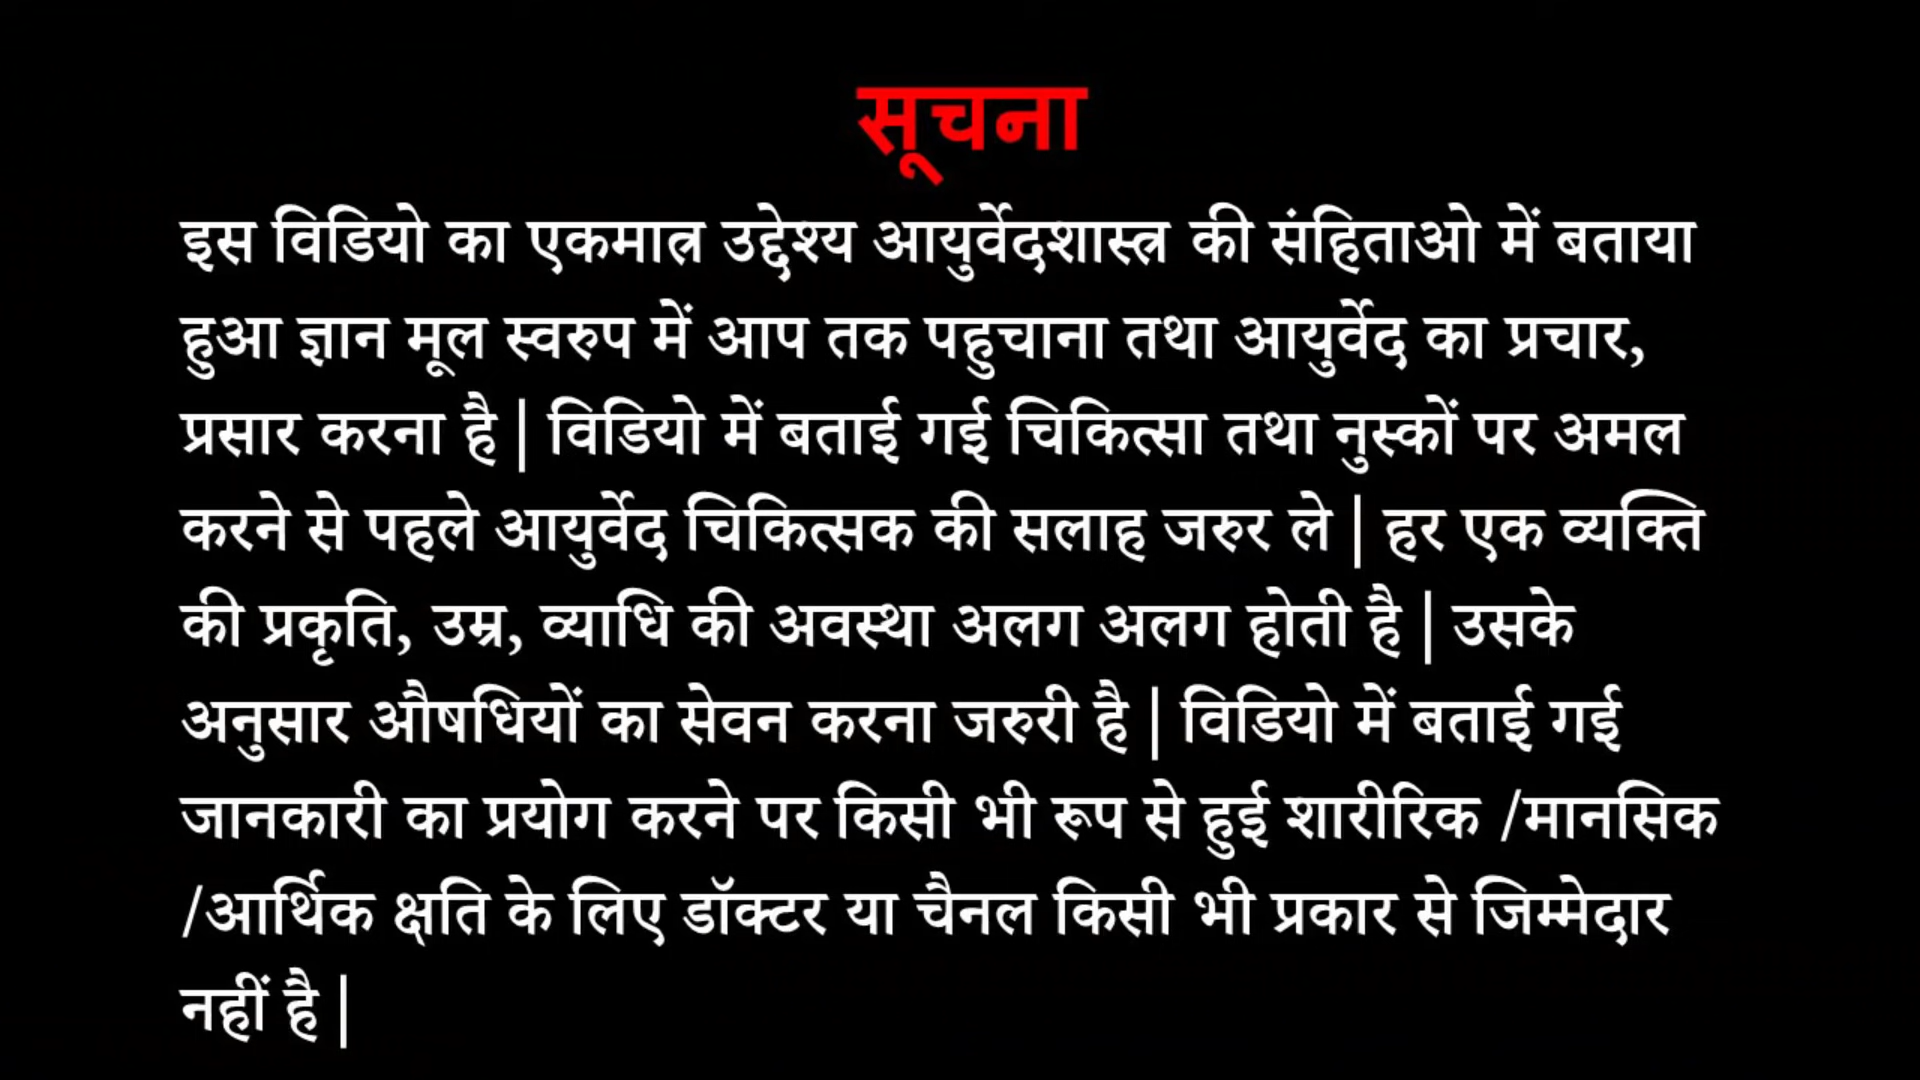 सूचना
इस विडियो का एकमात्र उद्देश्य आयुर्वेदशास्त्र की संहिताओ में बताया
हुआ ज्ञान मूल स्वरुप में आप तक पहुचाना तथा आयुर्वेद का प्रचार,
प्रसार करना है | विडियो में बताई गई चिकित्सा तथा नुस्कों पर अमल
करने से पहले आयुर्वेद चिकित्सक की सलाह जरुर ले | हर एक व्यक्ति
की प्रकृति, उम्र, व्याधि की अवस्था अलग अलग होती है | उसके
अनुसार औषधियों का सेवन करना जरुरी है | विडियो में बताई गई
जानकारी का प्रयोग करने पर किसी भी रूप से हुई शारीरिक /मानसिक
/आर्थिक क्षति के लिए डॉक्टर या चैनल किसी भी प्रकार से जिम्मेदार
नहीं है |